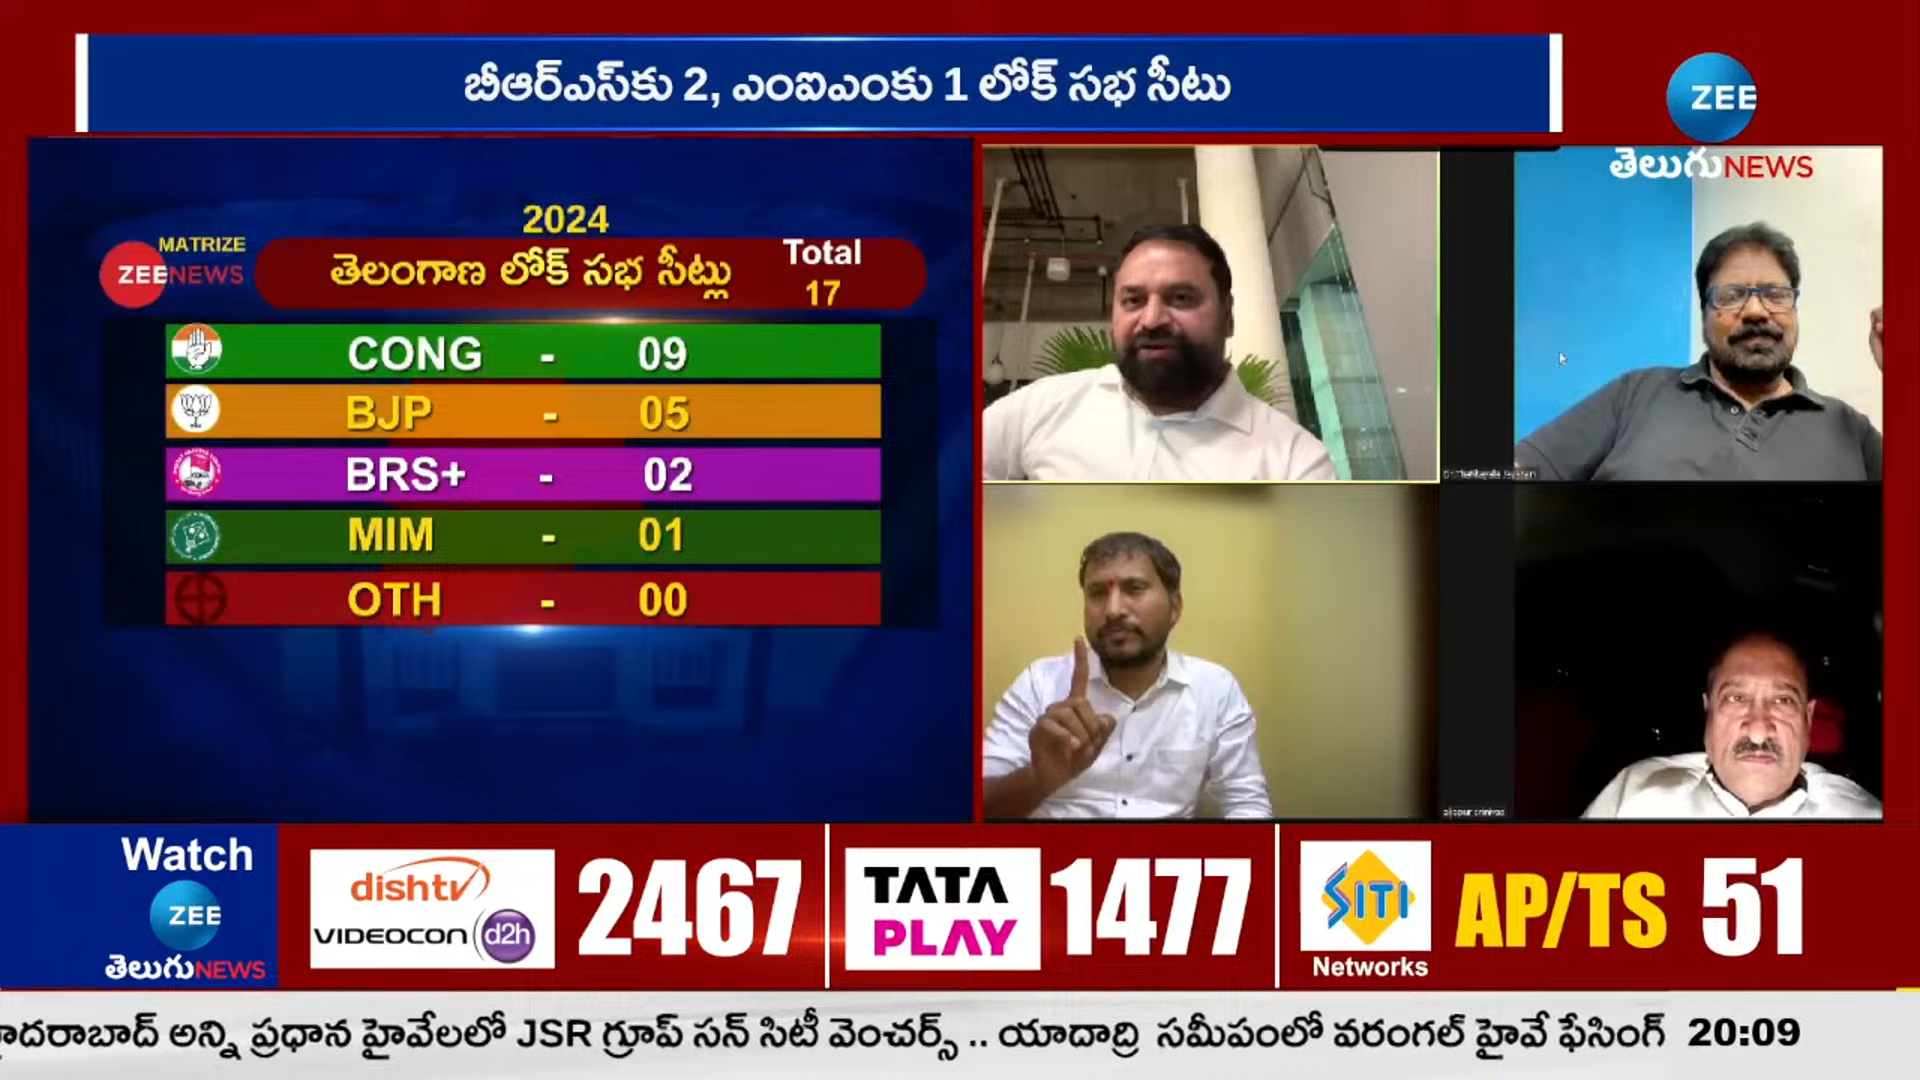 బీఆర్ఎస్‌కు 2, ఎంఐఎంకు 1 లోక్ సభ సీటు
ZEE
తెలుగు NEWS
2024
MATRIZE
ZEE NEWS
తెలంగాణ లోక్ సభ సీట్లు
Total
17
CONG - 09
BJP - 05
BRS+ - 02
MIM - 01
OTH - 00
Watch
ZEE
తెలుగు NEWS
dishtv
VIDEOCON d2h
2467
TATA
PLAY
1477
SITI
Networks
AP/TS 51
అన్ని ప్రధాన హైవేలలో JSR గ్రూప్ సన్ సిటీ వెంచర్స్ .. యాదాద్రి సమీపంలో వరంగల్ హైవే ఫేసింగ్ 20:09